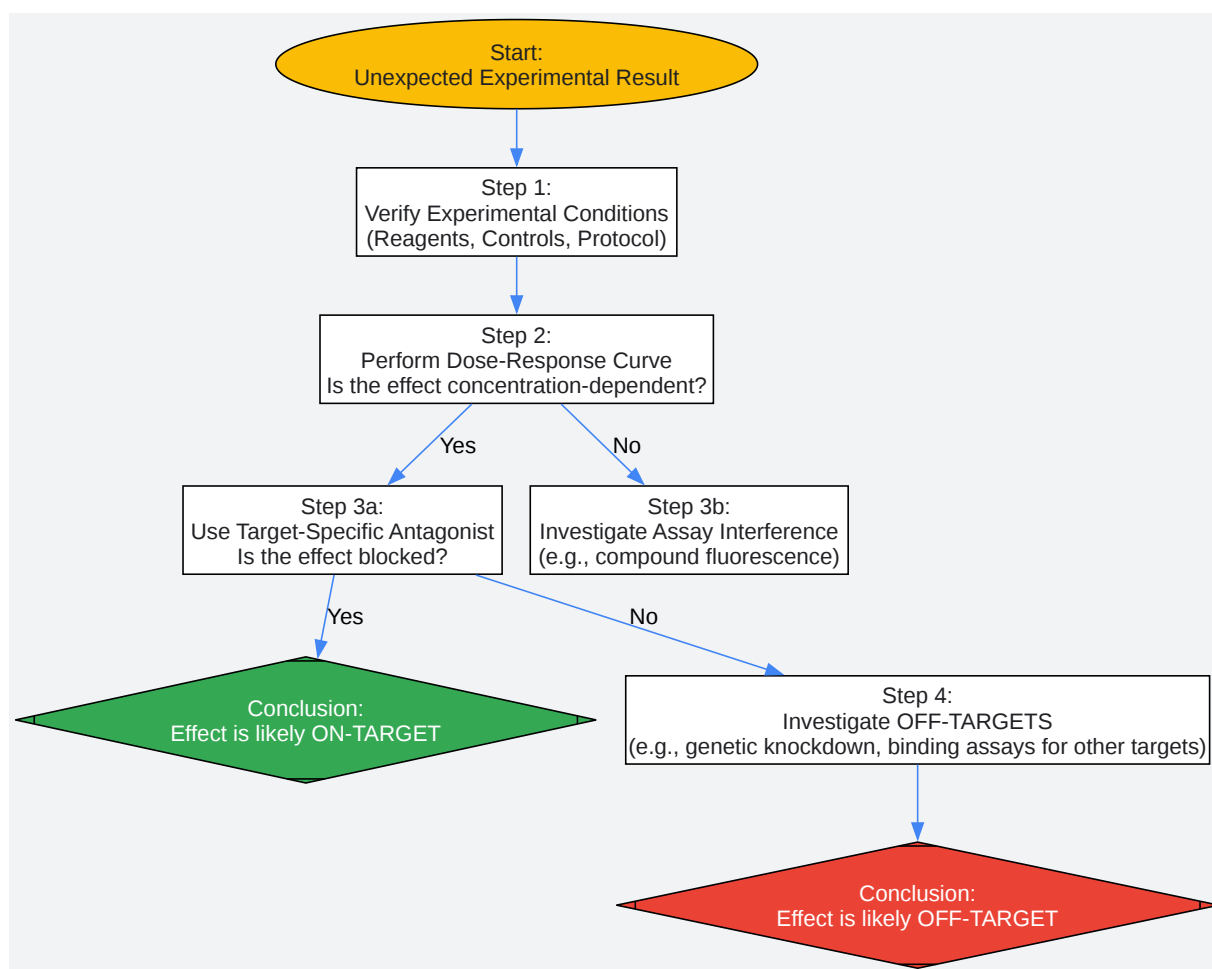 Start:
Unexpected Experimental Result
Step 1:
Verify Experimental Conditions
(Reagents, Controls, Protocol)
Step 2:
Perform Dose-Response Curve
Is the effect concentration-dependent?
Yes
No
Step 3a:
Use Target-Specific Antagonist
Is the effect blocked?
Step 3b:
Investigate Assay Interference
(e.g., compound fluorescence)
Yes
No
Conclusion:
Effect is likely ON-TARGET
Step 4:
Investigate OFF-TARGETS
(e.g., genetic knockdown, binding assays for other targets)
Conclusion:
Effect is likely OFF-TARGET